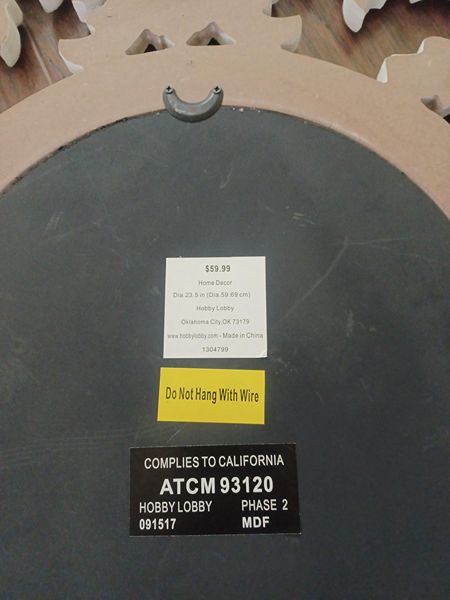 $59.99
Home Decor
Dia.23.5 in (Dia.59.69 cm)
Hobby Lobby
Oklahoma City,OK 73179
www.hobbylobby.com - Made in China
1304799
Do Not Hang With Wire
COMPLIES TO CALIFORNIA
ATCM 93120
HOBBY LOBBY PHASE 2
091517 MDF